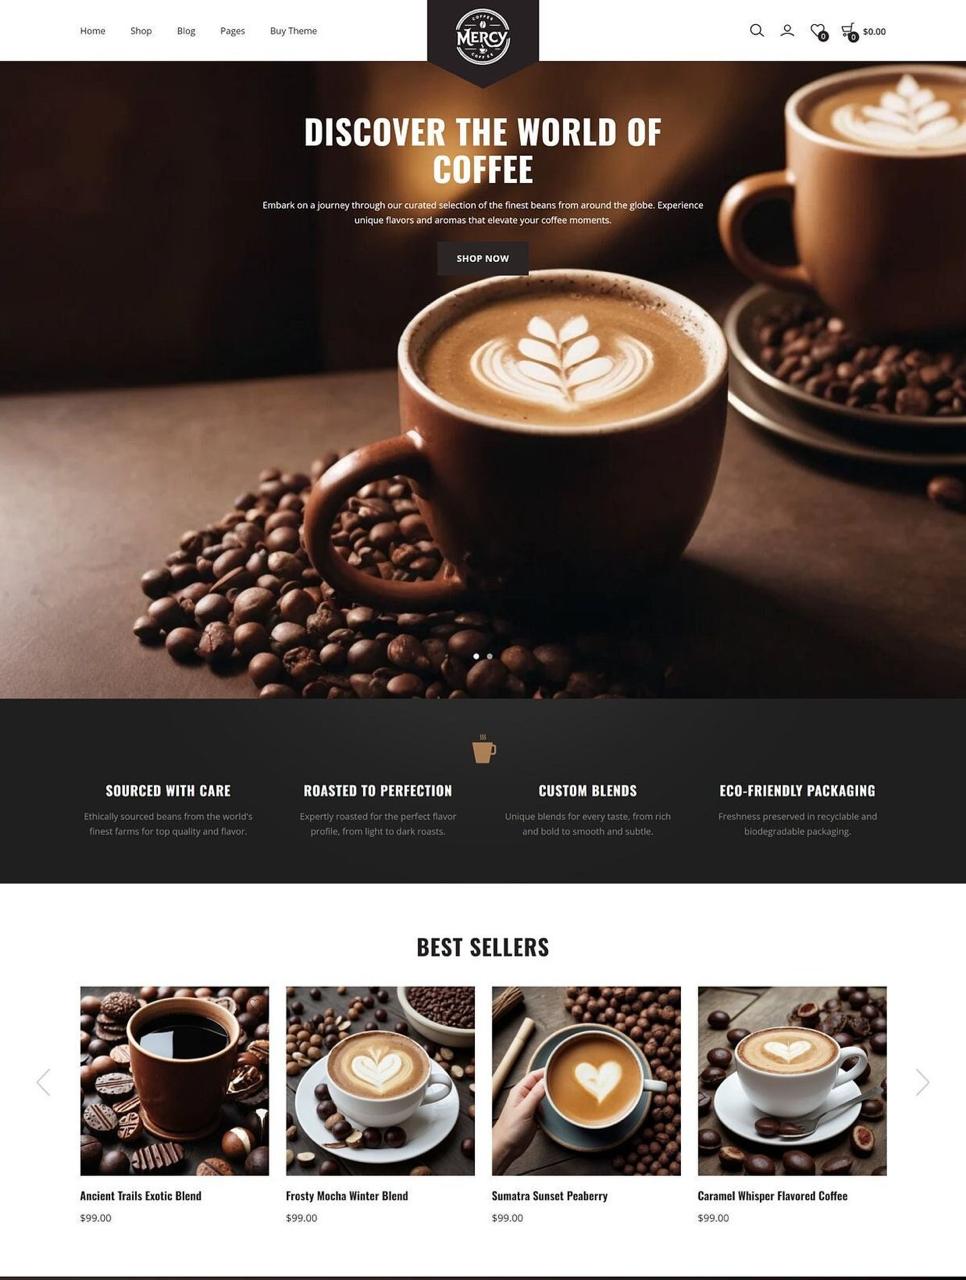 Home Shop Blog Pages Buy Theme
COFFEE
MERCY
COFFEE
0 0 $0.00
DISCOVER THE WORLD OF
COFFEE
Embark on a journey through our curated selection of the finest beans from around the globe. Experience
unique flavors and aromas that elevate your coffee moments.
SHOP NOW
SOURCED WITH CARE
Ethically sourced beans from the world's
finest farms for top quality and flavor.
ROASTED TO PERFECTION
Expertly roasted for the perfect flavor
profile, from light to dark roasts.
CUSTOM BLENDS
Unique blends for every taste, from rich
and bold to smooth and subtle.
ECO-FRIENDLY PACKAGING
Freshness preserved in recyclable and
biodegradable packaging.
BEST SELLERS
Ancient Trails Exotic Blend
$99.00
Frosty Mocha Winter Blend
$99.00
Sumatra Sunset Peaberry
$99.00
Caramel Whisper Flavored Coffee
$99.00